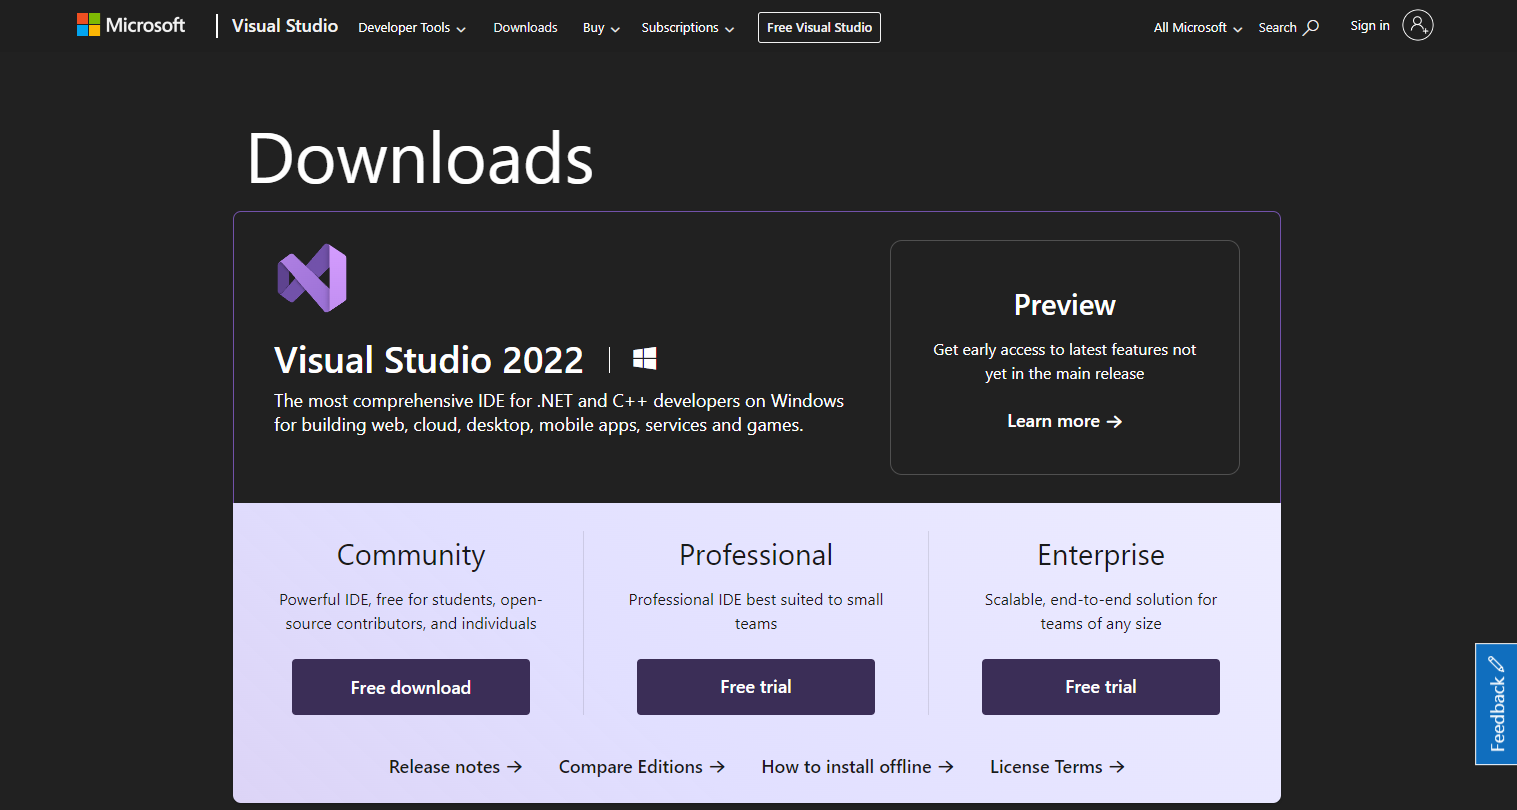 Microsoft
Visual Studio
Developer Tools
Downloads
Buy
Subscriptions
Free Visual Studio
All Microsoft
Search
Sign in
Downloads
Visual Studio 2022
The most comprehensive IDE for .NET and C++ developers on Windows
for building web, cloud, desktop, mobile apps, services and games.
Preview
Get early access to latest features not
yet in the main release
Learn more →
Community
Powerful IDE, free for students, open-
source contributors, and individuals
Free download
Professional
Professional IDE best suited to small
teams
Free trial
Enterprise
Scalable, end-to-end solution for
teams of any size
Free trial
Release notes →
Compare Editions →
How to install offline →
License Terms →
Feedback